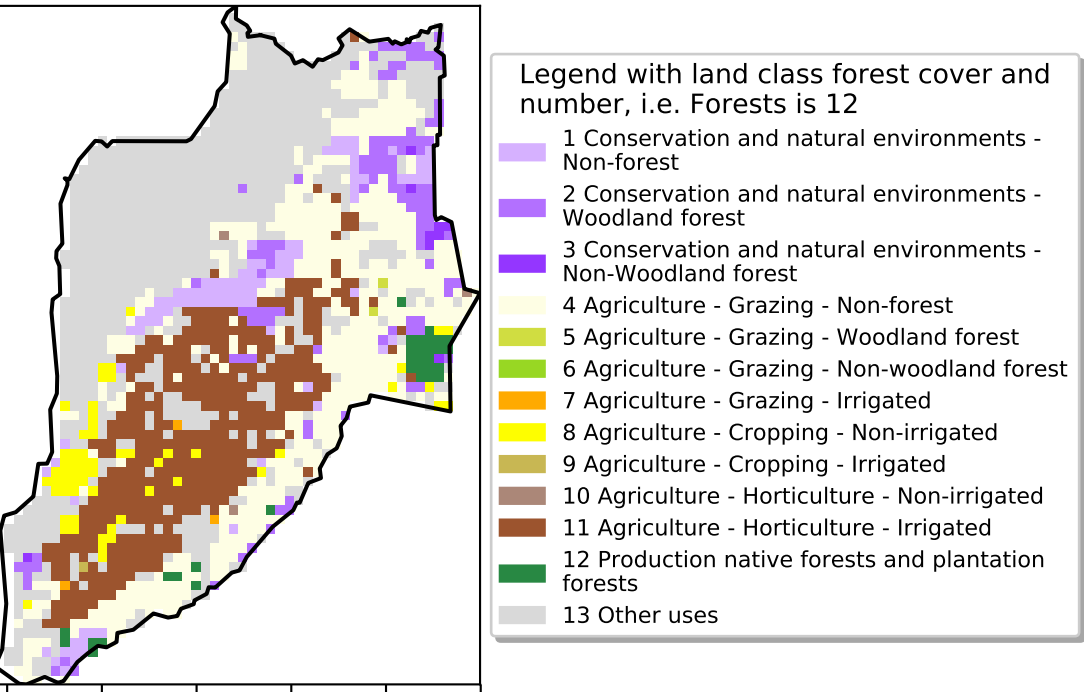 Legend with land class forest cover and
number, i.e. Forests is 12
1 Conservation and natural environments -
Non-forest
2 Conservation and natural environments -
Woodland forest
3 Conservation and natural environments -
Non-Woodland forest
4 Agriculture - Grazing - Non-forest
5 Agriculture - Grazing - Woodland forest
6 Agriculture - Grazing - Non-woodland forest
7 Agriculture - Grazing - Irrigated
8 Agriculture - Cropping - Non-irrigated
9 Agriculture - Cropping - Irrigated
10 Agriculture - Horticulture - Non-irrigated
11 Agriculture - Horticulture - Irrigated
12 Production native forests and plantation
forests
13 Other uses